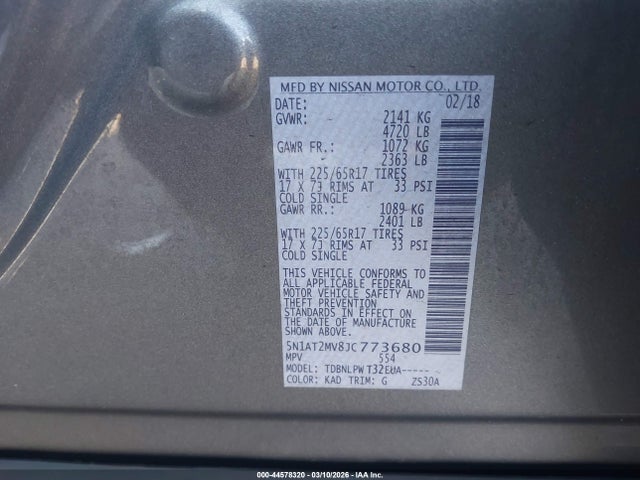 MFD BY NISSAN MOTOR CO., LTD.
DATE: 02/18
GVWR: 2141 KG
4720 LB
GAWR FR.: 1072 KG
2363 LB
WITH 225/65R17 TIRES
17 X 7J RIMS AT 33 PSI
COLD SINGLE
GAWR RR.: 1089 KG
2401 LB
WITH 225/65R17 TIRES
17 X 7J RIMS AT 33 PSI
COLD SINGLE
THIS VEHICLE CONFORMS TO
ALL APPLICABLE FEDERAL
MOTOR VEHICLE SAFETY AND
THEFT PREVENTION
STANDARDS IN EFFECT ON
THE DATE OF MANUFACTURE
SHOWN ABOVE.
5N1AT2MV8JC773680
MPV 554
MODEL: TDBNLPW T32EUA-----
COLOR: KAD TRIM: G ZS30A
000-44578320 - 03/10/2026 - IAA Inc.